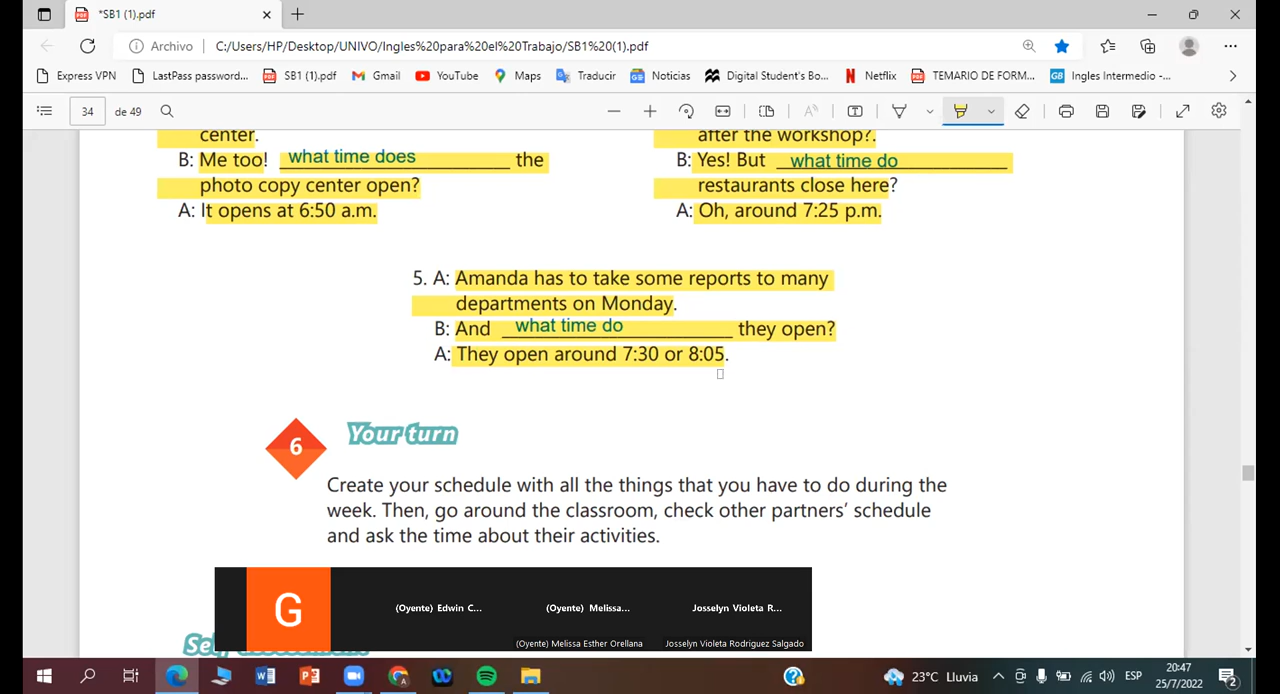 *SB1 (1).pdf
Archivo C:/Users/HP/Desktop/UNIVO/Ingles%20para%20el%20Trabajo/SB1%20(1).pdf
Express VPN LastPass password... SB1 (1).pdf Gmail YouTube Maps Traducir Noticias Digital Student's Bo... Netflix TEMARIO DE FORM... GB Ingles Intermedio -...
34 de 49
center.
B: Me too! what time does the
photo copy center open?
A: It opens at 6:50 a.m.
after the workshop?.
B: Yes! But what time do
restaurants close here?
A: Oh, around 7:25 p.m.
5. A: Amanda has to take some reports to many
departments on Monday.
B: And what time do they open?
A: They open around 7:30 or 8:05.
6 Your turn
Create your schedule with all the things that you have to do during the
week. Then, go around the classroom, check other partners' schedule
and ask the time about their activities.
G
(Oyente) Edwin C... (Oyente) Melissa... Josselyn Violeta R...
(Oyente) Melissa Esther Orellana Josselyn Violeta Rodriguez Salgado
23°C Lluvia ESP 20:47
25/7/2022